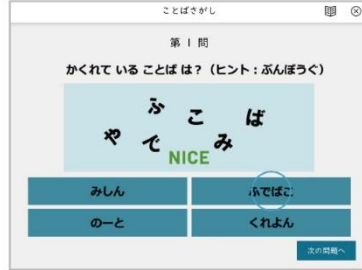 ことばさがし
第1問
かくれて いる ことば は？（ヒント：ぶんぼうぐ）
ふ こ ば
や で み
NICE
みしん
ふでばこ
のーと
くれよん
次の問題へ